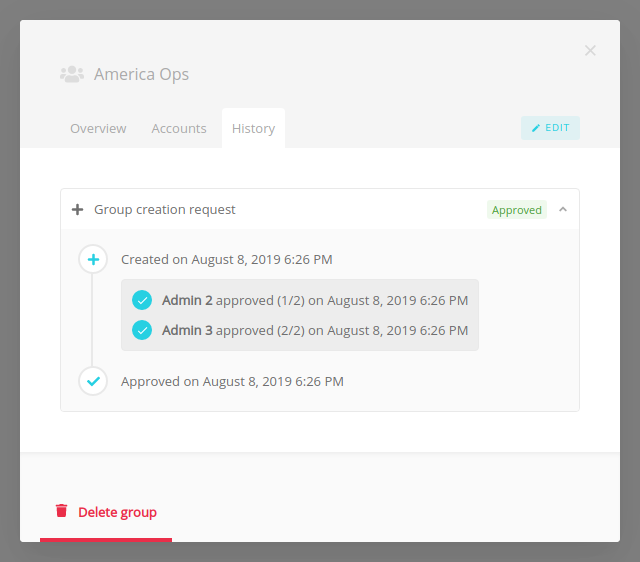 America Ops
Overview Accounts History EDIT
Group creation request Approved
Created on August 8, 2019 6:26 PM
Admin 2 approved (1/2) on August 8, 2019 6:26 PM
Admin 3 approved (2/2) on August 8, 2019 6:26 PM
Approved on August 8, 2019 6:26 PM
Delete group